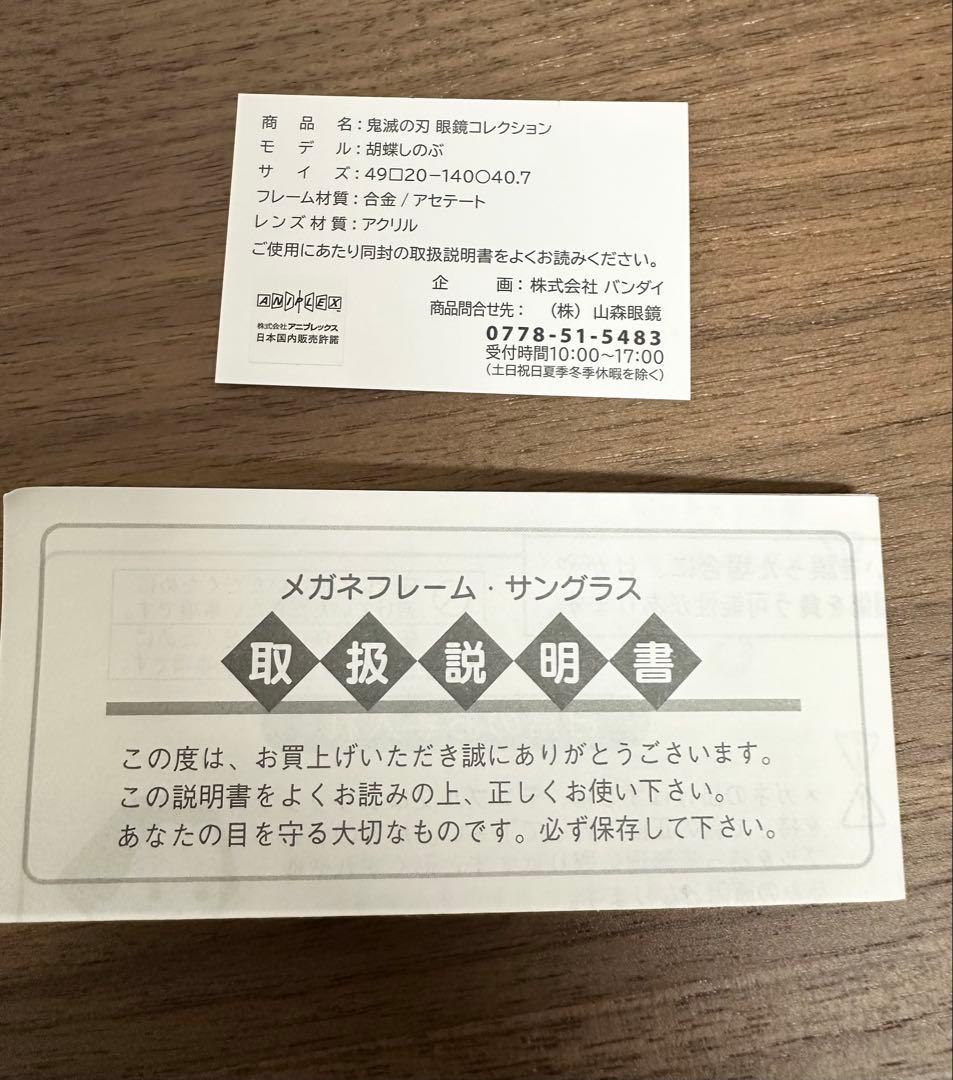 商品名：鬼滅の刃 眼鏡コレクション
モデル：胡蝶しのぶ
サイズ：49□20−140○40.7
フレーム材質：合金 / アセテート
レンズ材質：アクリル
ご使用にあたり同封の取扱説明書をよくお読みください。
企画：株式会社 バンダイ
商品問合せ先：（株）山森眼鏡
0778-51-5483
受付時間10:00〜17:00
（土日祝日夏季冬季休暇を除く）
ANIPLEX
株式会社アニプレックス
日本国内販売許諾
メガネフレーム・サングラス
取扱説明書
この度は、お買上げいただき誠にありがとうございます。
この説明書をよくお読みの上、正しくお使い下さい。
あなたの目を守る大切なものです。必ず保存して下さい。